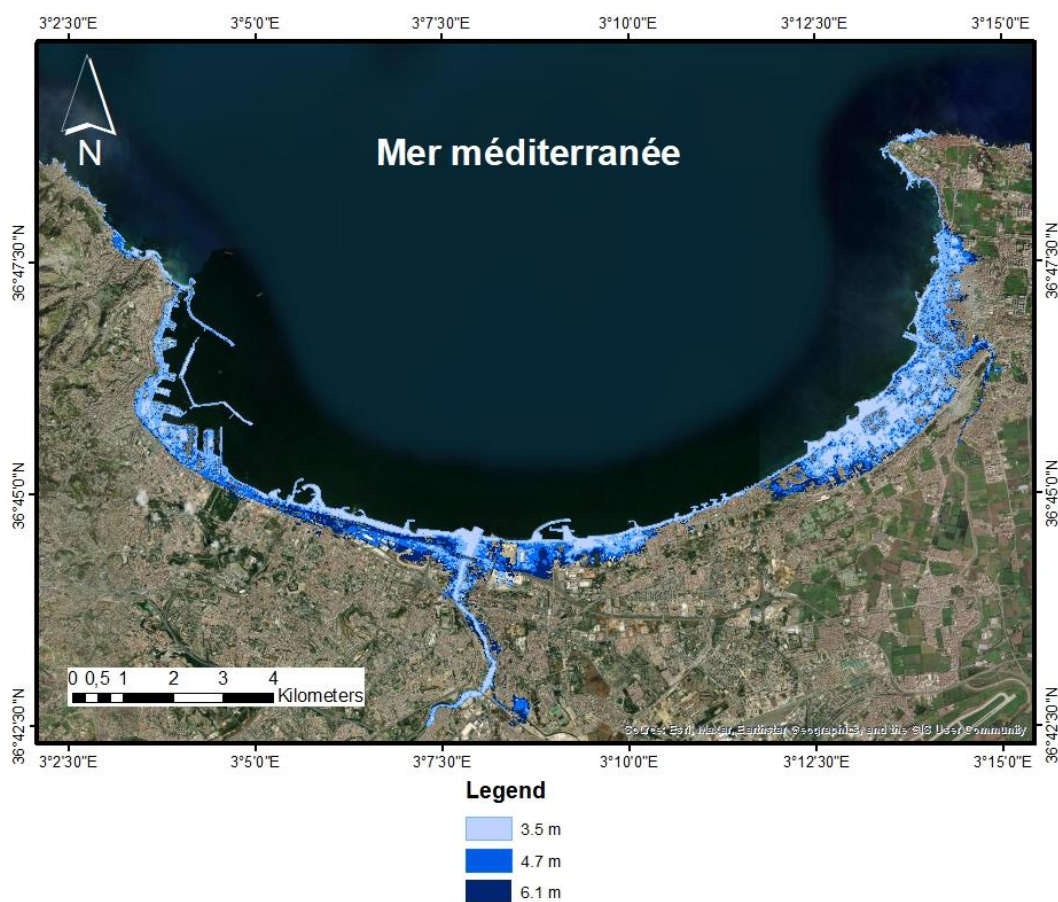 3°2'30"E 3°5'0"E 3°7'30"E 3°10'0"E 3°12'30"E 3°15'0"E
N
Mer méditerranée
36°47'30"N 36°47'30"N
36°45'0"N 36°45'0"N
0 0,5 1 2 3 4
Kilometers
36°42'30"N 36°42'30"N
Source: Esri, Maxar, Earthstar Geographics, and the GIS User Community
3°2'30"E 3°5'0"E 3°7'30"E 3°10'0"E 3°12'30"E 3°15'0"E
Legend
3.5 m
4.7 m
6.1 m